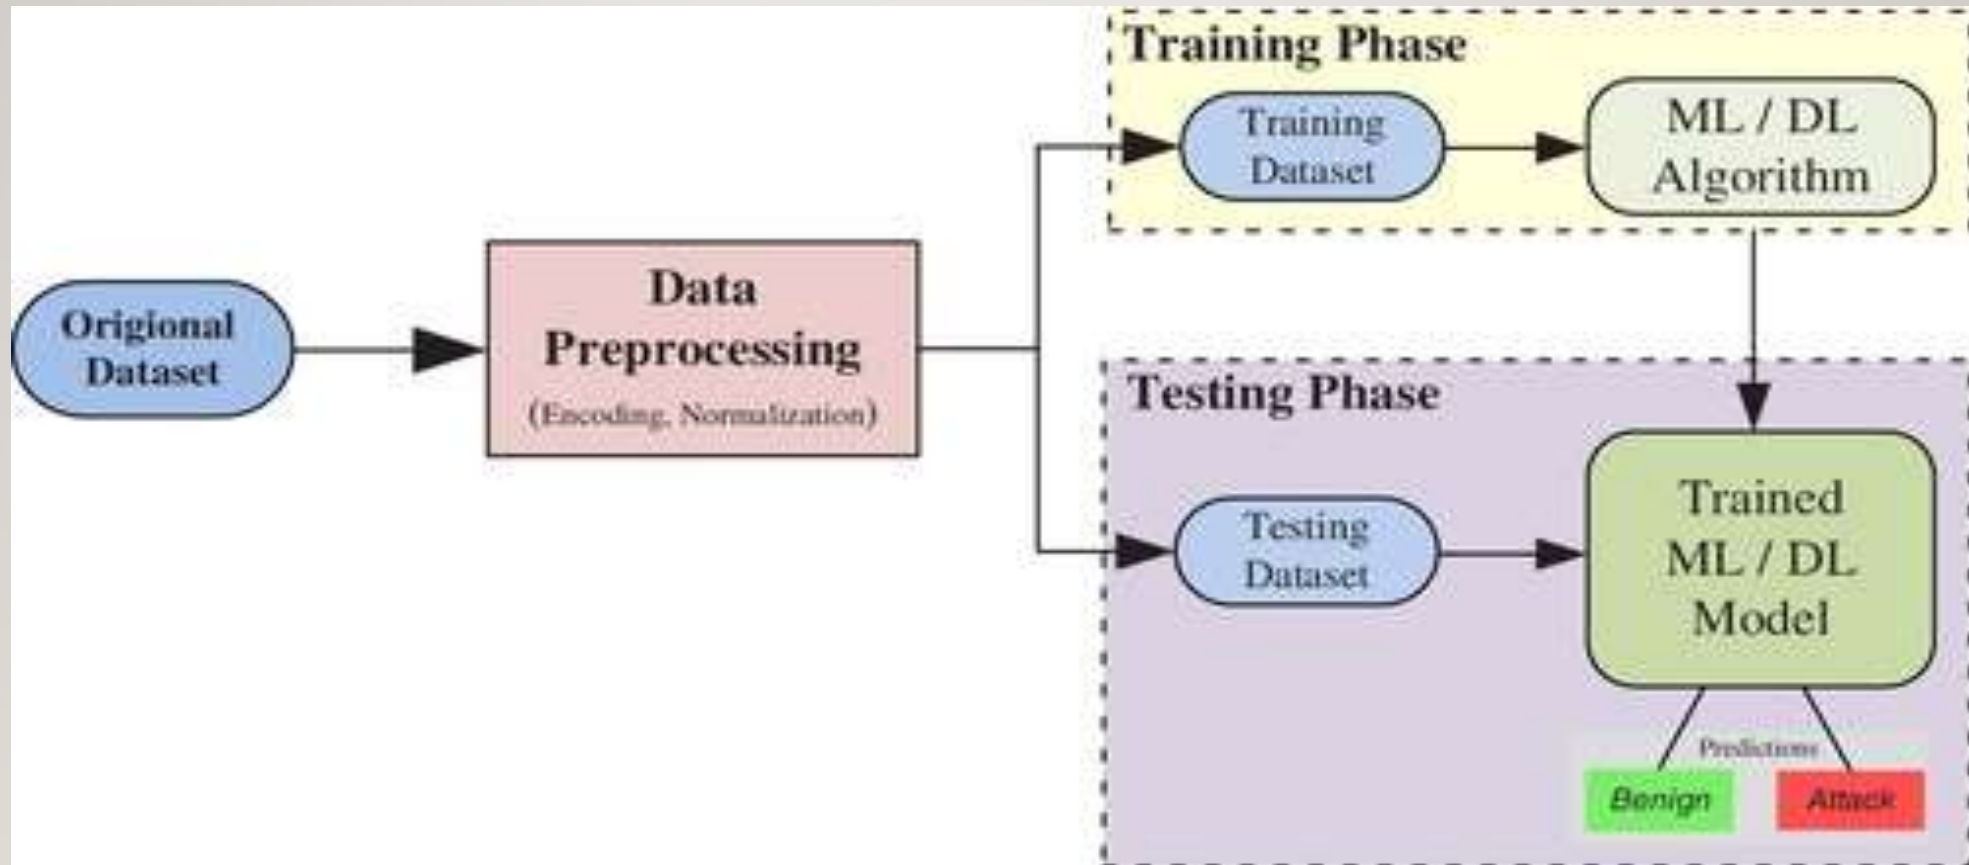 Origional
Dataset
Data
Preprocessing
(Encoding, Normalization)
Training Phase
Training
Dataset
ML / DL
Algorithm
Testing Phase
Testing
Dataset
Trained
ML / DL
Model
Predictions
Benign
Attack